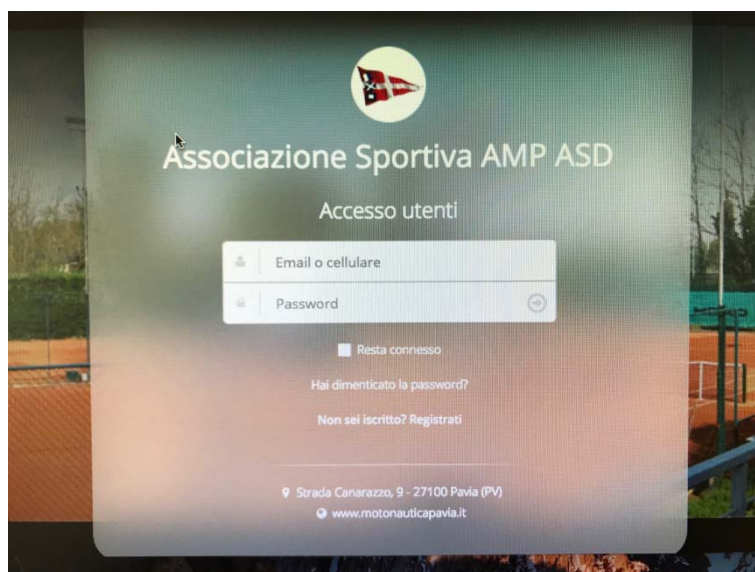 Associazione Sportiva AMP ASD
Accesso utenti
Email o cellulare
Password
Resta connesso
Hai dimenticato la password?
Non sei iscritto? Registrati
Strada Canarazzo, 9 - 27100 Pavia (PV)
www.motonauticapavia.it